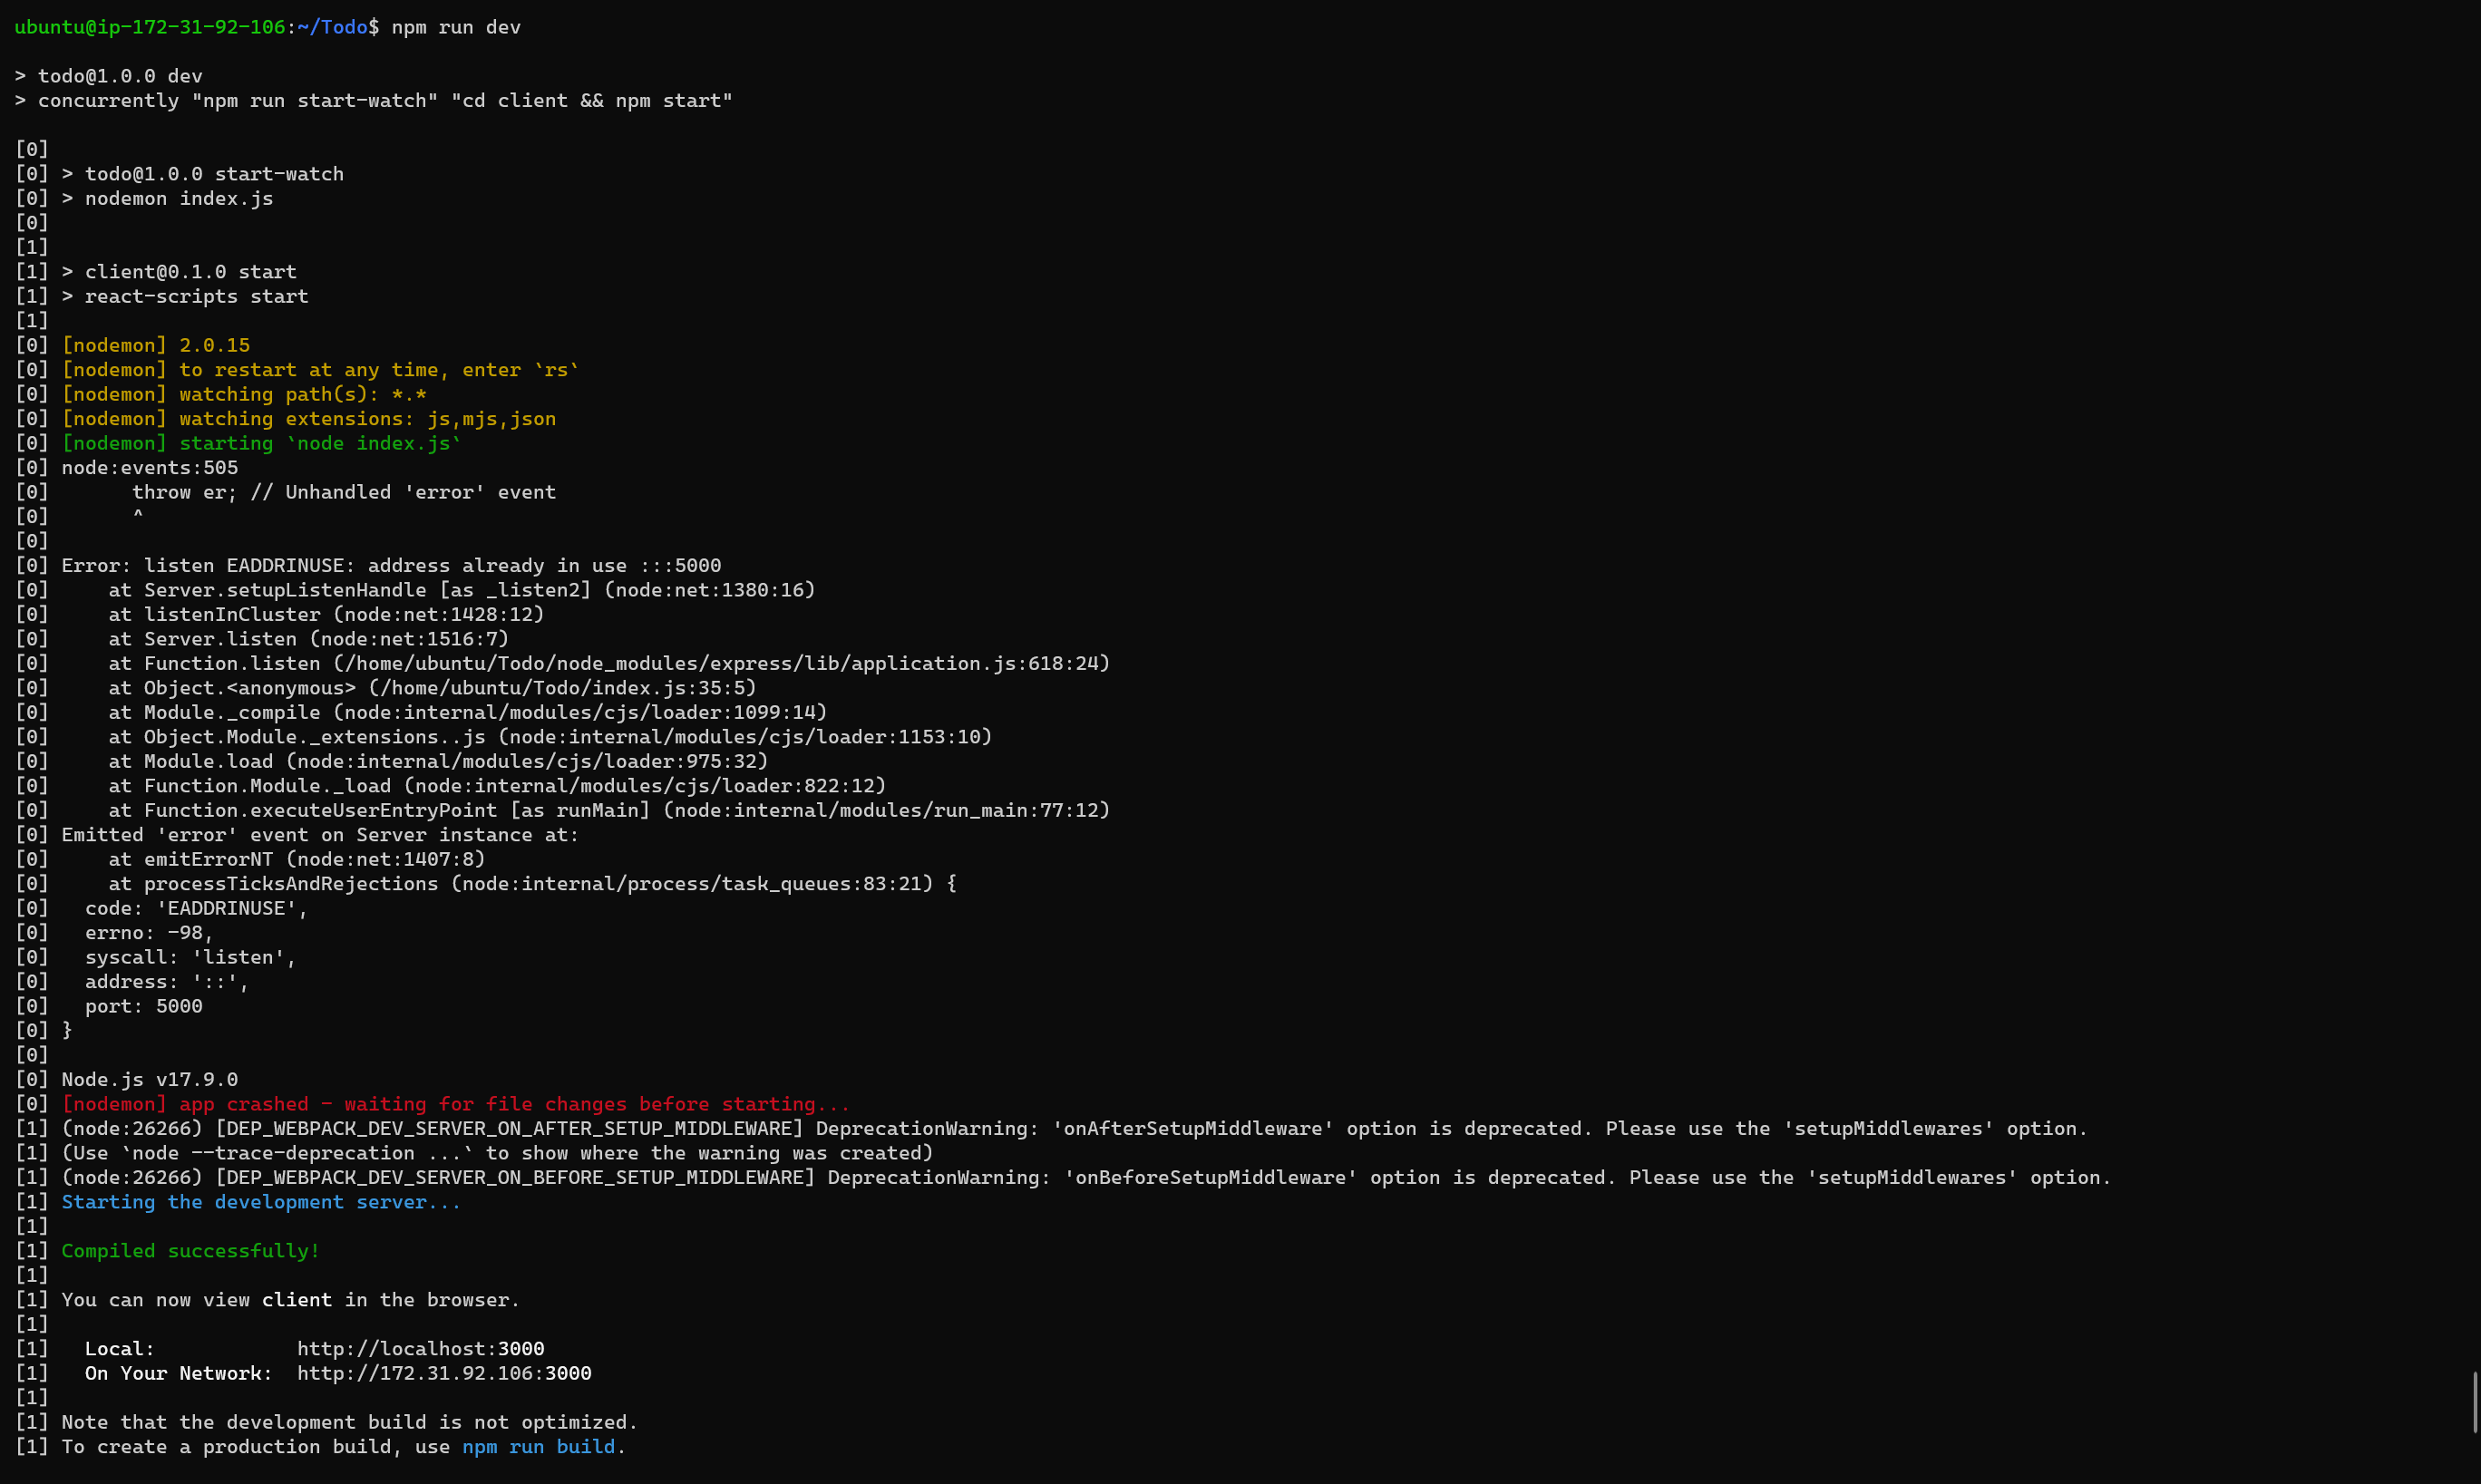 ubuntu@ip-172-31-92-106:~/Todo$ npm run dev
> todo@1.0.0 dev
> concurrently "npm run start-watch" "cd client && npm start"
[0]
[0] > todo@1.0.0 start-watch
[0] > nodemon index.js
[0]
[1]
[1] > client@0.1.0 start
[1] > react-scripts start
[1]
[0] [nodemon] 2.0.15
[0] [nodemon] to restart at any time, enter `rs`
[0] [nodemon] watching path(s): *.*
[0] [nodemon] watching extensions: js,mjs,json
[0] [nodemon] starting `node index.js`
[0] node:events:505
[0]       throw er; // Unhandled 'error' event
[0]       ^
[0]
[0] Error: listen EADDRINUSE: address already in use :::5000
[0]     at Server.setupListenHandle [as _listen2] (node:net:1380:16)
[0]     at listenInCluster (node:net:1428:12)
[0]     at Server.listen (node:net:1516:7)
[0]     at Function.listen (/home/ubuntu/Todo/node_modules/express/lib/application.js:618:24)
[0]     at Object.<anonymous> (/home/ubuntu/Todo/index.js:35:5)
[0]     at Module._compile (node:internal/modules/cjs/loader:1099:14)
[0]     at Object.Module._extensions..js (node:internal/modules/cjs/loader:1153:10)
[0]     at Module.load (node:internal/modules/cjs/loader:975:32)
[0]     at Function.Module._load (node:internal/modules/cjs/loader:822:12)
[0]     at Function.executeUserEntryPoint [as runMain] (node:internal/modules/run_main:77:12)
[0] Emitted 'error' event on Server instance at:
[0]     at emitErrorNT (node:net:1407:8)
[0]     at processTicksAndRejections (node:internal/process/task_queues:83:21) {
[0]   code: 'EADDRINUSE',
[0]   errno: -98,
[0]   syscall: 'listen',
[0]   address: '::',
[0]   port: 5000
[0] }
[0]
[0] Node.js v17.9.0
[0] [nodemon] app crashed - waiting for file changes before starting...
[1] (node:26266) [DEP_WEBPACK_DEV_SERVER_ON_AFTER_SETUP_MIDDLEWARE] DeprecationWarning: 'onAfterSetupMiddleware' option is deprecated. Please use the 'setupMiddlewares' option.
[1] (Use `node --trace-deprecation ...` to show where the warning was created)
[1] (node:26266) [DEP_WEBPACK_DEV_SERVER_ON_BEFORE_SETUP_MIDDLEWARE] DeprecationWarning: 'onBeforeSetupMiddleware' option is deprecated. Please use the 'setupMiddlewares' option.
[1] Starting the development server...
[1]
[1] Compiled successfully!
[1]
[1] You can now view client in the browser.
[1]
[1]   Local:            http://localhost:3000
[1]   On Your Network:  http://172.31.92.106:3000
[1]
[1] Note that the development build is not optimized.
[1] To create a production build, use npm run build.